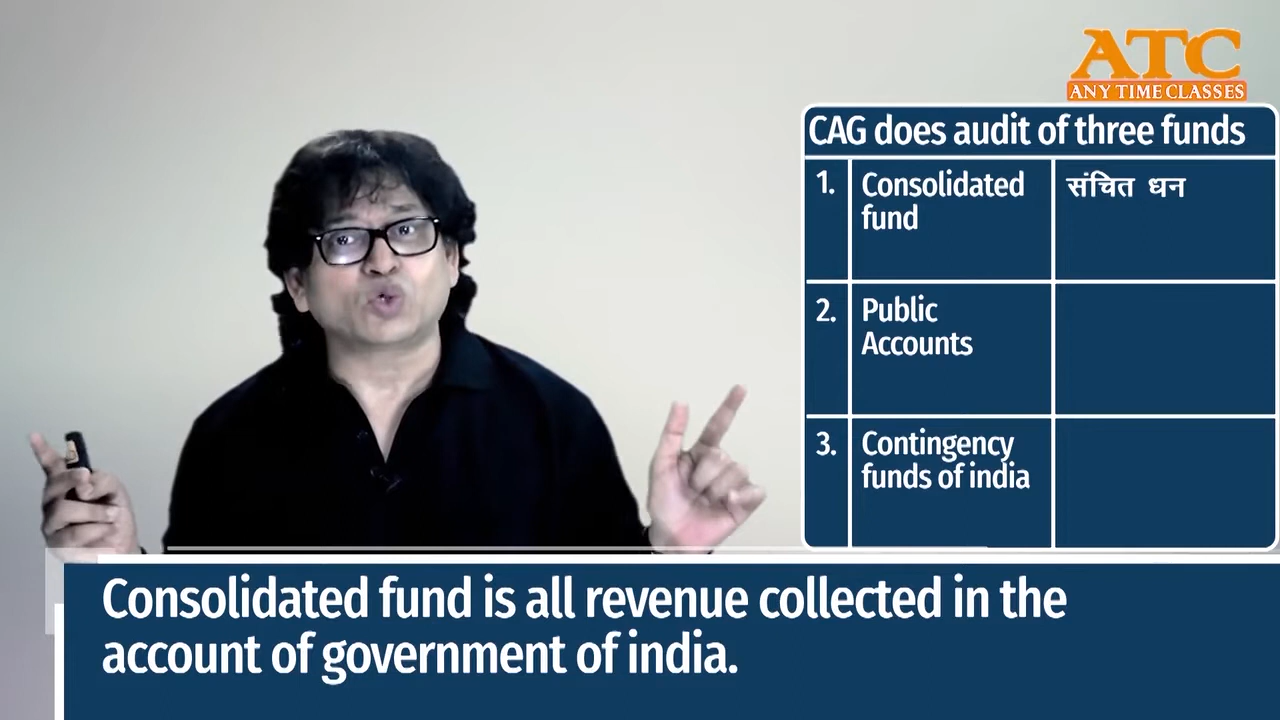 ATC
ANY TIME CLASSES
CAG does audit of three funds
1.
Consolidated
fund
संचित धन
2.
Public
Accounts
3.
Contingency
funds of india
Consolidated fund is all revenue collected in the
account of government of india.